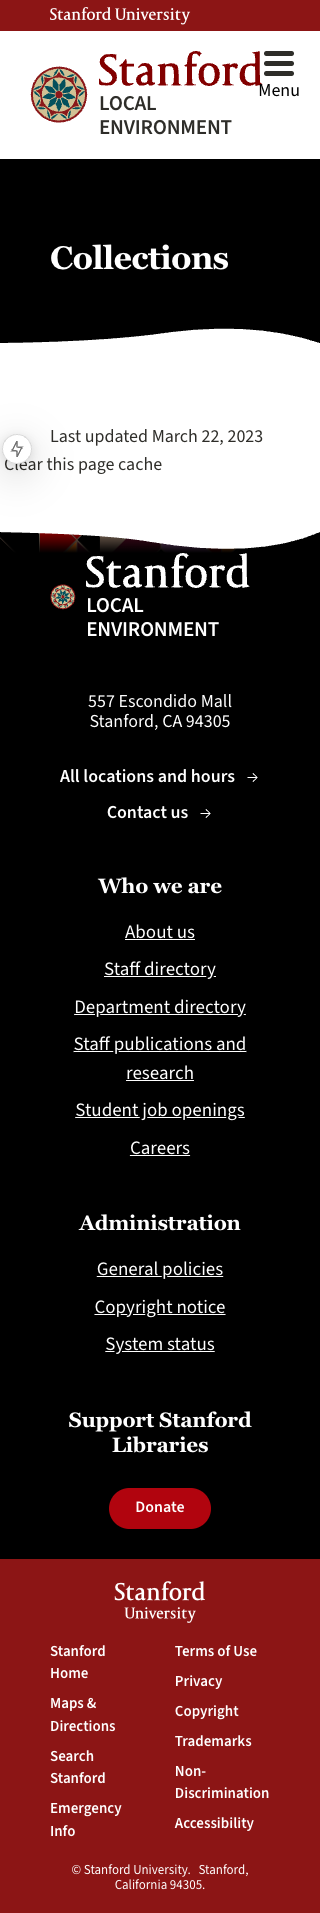 Stanford University
Stanford
LOCAL
ENVIRONMENT
Menu
Collections
Last updated March 22, 2023
Clear this page cache
Stanford
LOCAL
ENVIRONMENT
557 Escondido Mall
Stanford, CA 94305
All locations and hours →
Contact us →
Who we are
About us
Staff directory
Department directory
Staff publications and
research
Student job openings
Careers
Administration
General policies
Copyright notice
System status
Support Stanford
Libraries
Donate
Stanford
University
Stanford
Home
Maps &
Directions
Search
Stanford
Emergency
Info
Terms of Use
Privacy
Copyright
Trademarks
Non-
Discrimination
Accessibility
© Stanford University. Stanford,
California 94305.